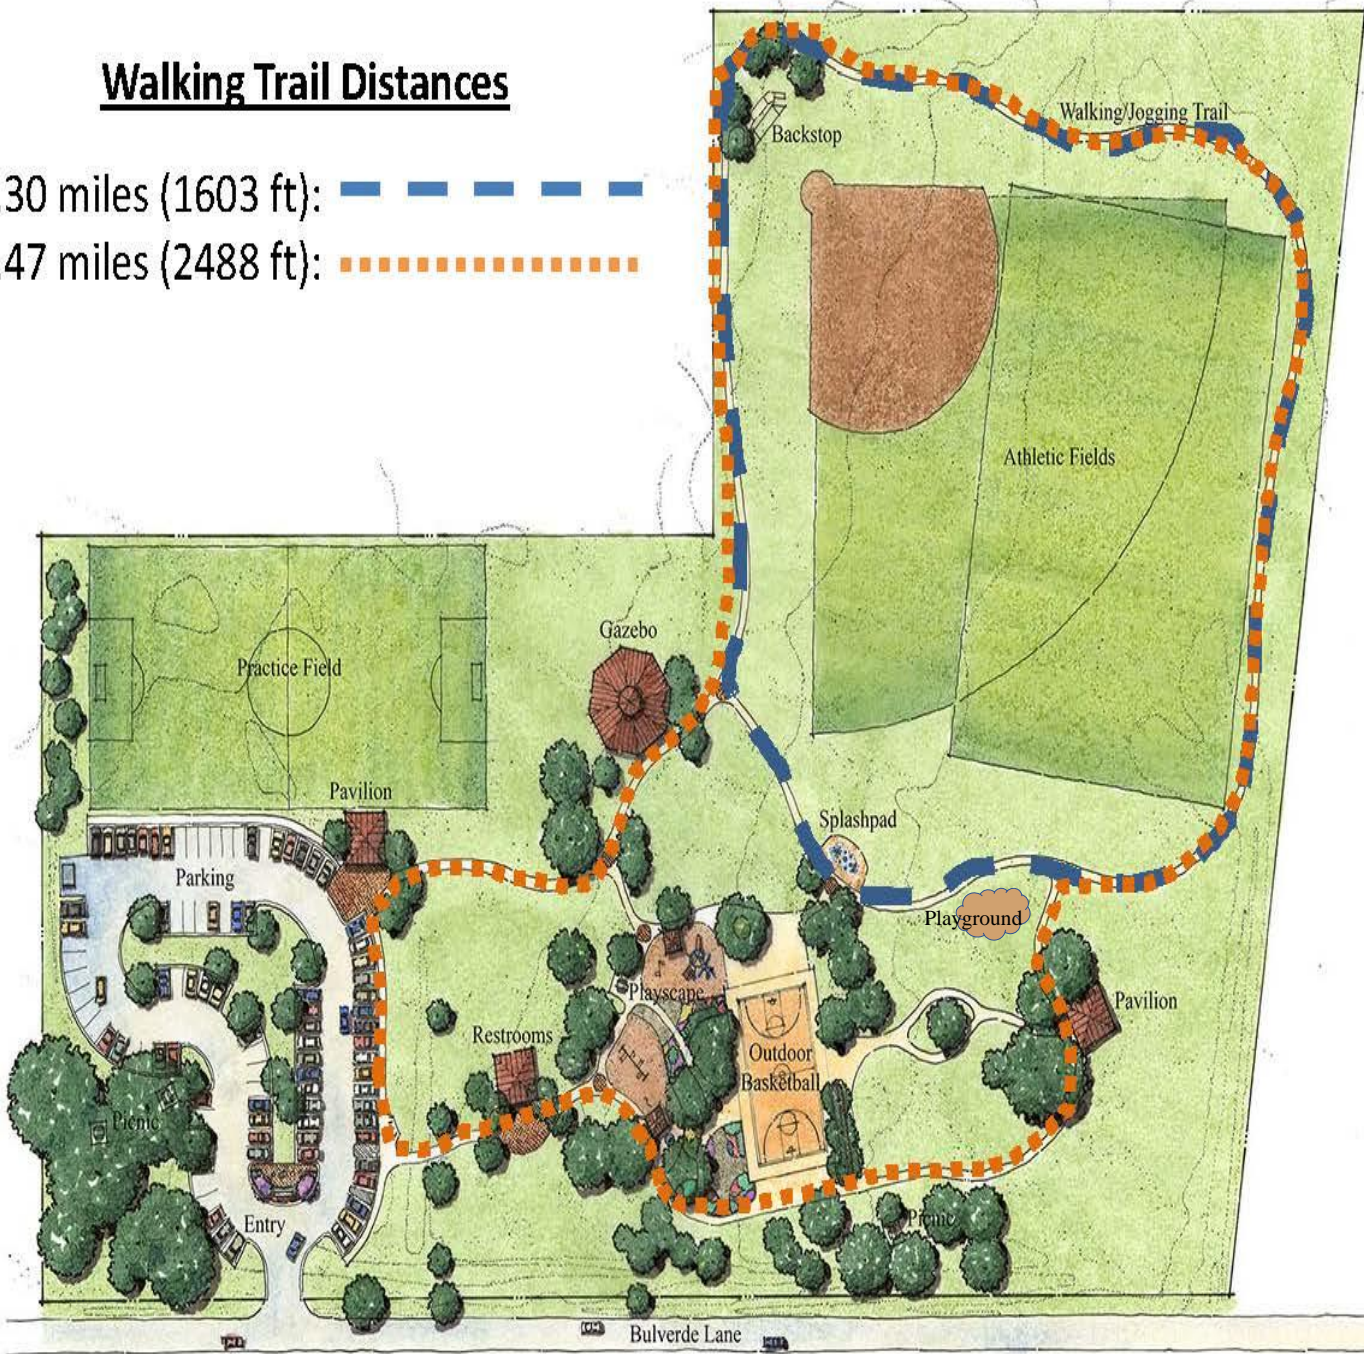 Walking Trail Distances
30 miles (1603 ft):
47 miles (2488 ft):
Walking/Jogging Trail
Backstop
Athletic Fields
Gazebo
Practice Field
Pavilion
Splashpad
Parking
Playground
Playscape
Pavilion
Restrooms
Outdoor
Basketball
Picnic
Picnic
Entry
Bulverde Lane